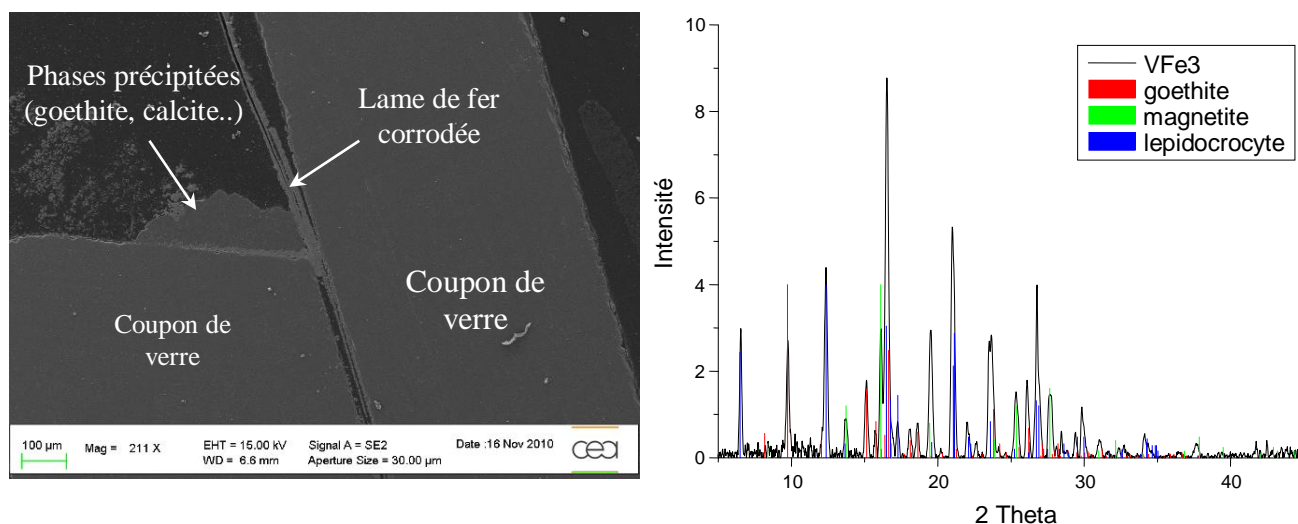 Phases précipitées
(goethite, calcite..)
Lame de fer
corrodée
Coupon de
verre
Coupon de
verre
100 µm
Mag = 211 X
EHT = 15.00 kV
WD = 6.6 mm
Signal A = SE2
Aperture Size = 30.00 µm
Date :16 Nov 2010
cea
10
8
6
4
2
0
Intensité
VFe3
goethite
magnetite
lepidocrocyte
10 20 30 40
2 Theta